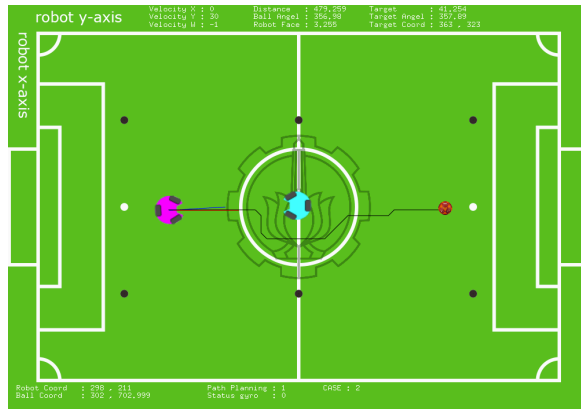 robot y-axis
robot x-axis
Velocity X : 0
Velocity Y : 30
Velocity W : -1
Distance : 479.259
Ball Angel : 356.98
Robot Face : 3.255
Target : 41.254
Target Angel : 357.89
Target Coord : 363 . 323
Robot Coord : 298 . 211
Ball Coord : 302 . 702.999
Path Planning : 1
Status gyro : 0
CASE : 2